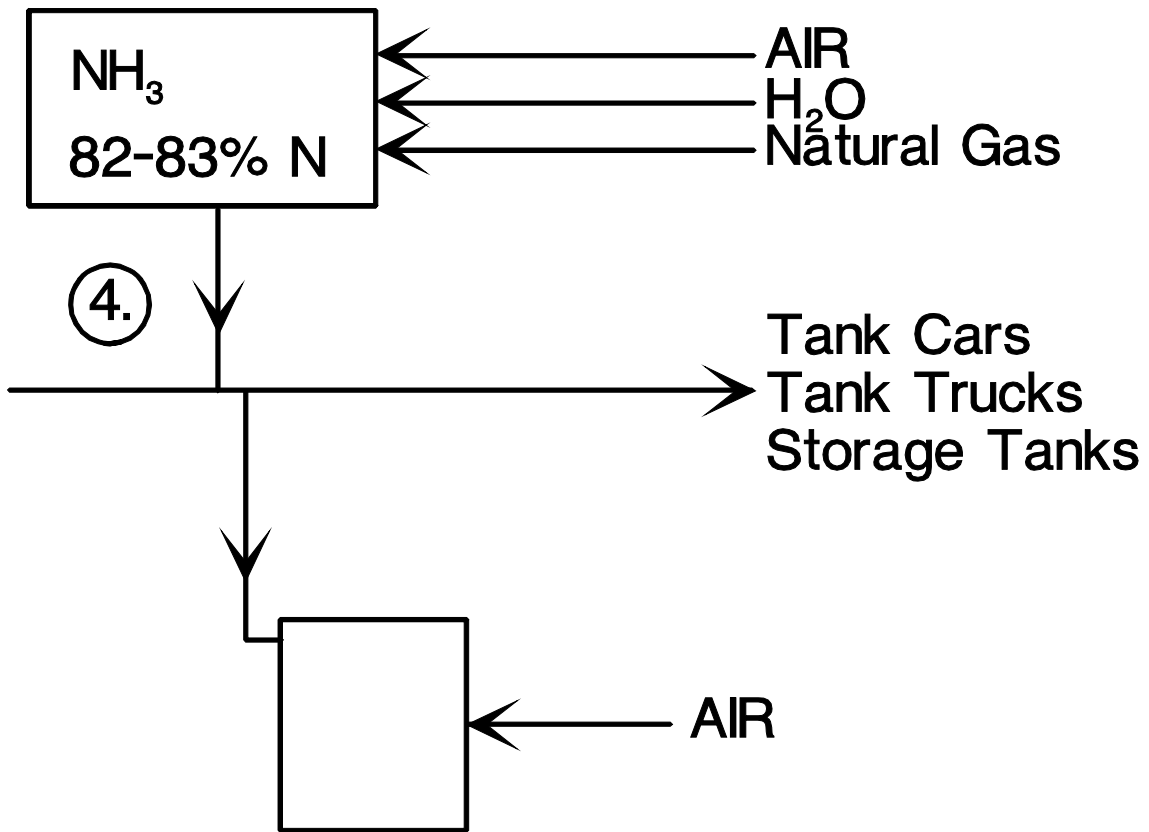 NH₃
82-83% N
AIR
H₂O
Natural Gas
4.
Tank Cars
Tank Trucks
Storage Tanks
AIR